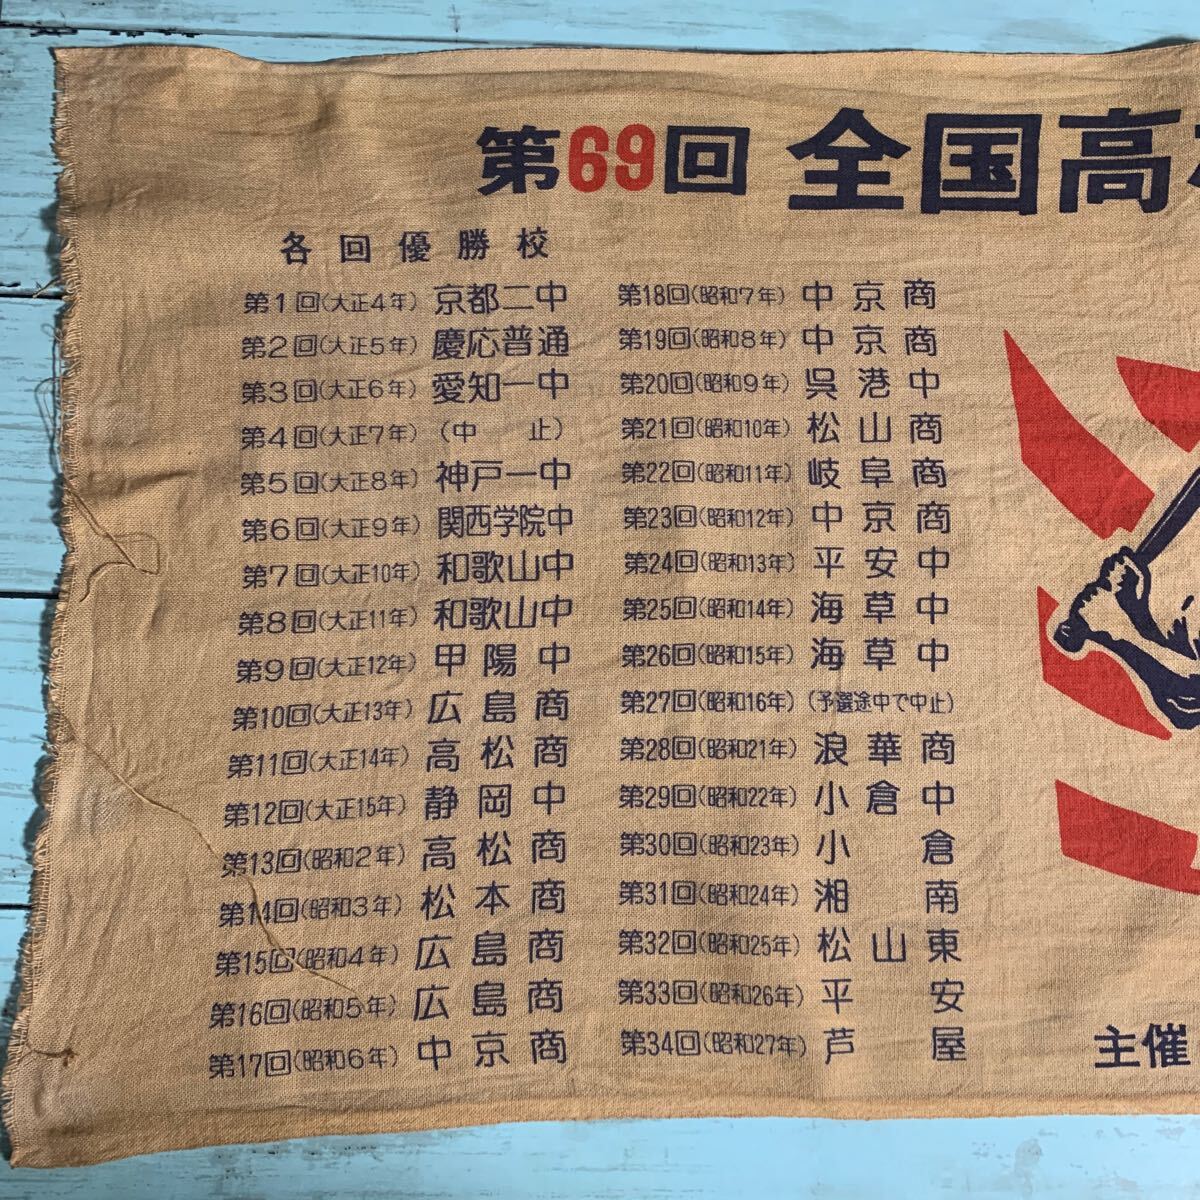 第69回 全国高
各回優勝校
第1回(大正4年) 京都二中
第2回(大正5年) 慶応普通
第3回(大正6年) 愛知一中
第4回(大正7年) (中 止)
第5回(大正8年) 神戸一中
第6回(大正9年) 関西学院中
第7回(大正10年) 和歌山中
第8回(大正11年) 和歌山中
第9回(大正12年) 甲陽中
第10回(大正13年) 広島商
第11回(大正14年) 高松商
第12回(大正15年) 静岡中
第13回(昭和2年) 高松商
第14回(昭和3年) 松本商
第15回(昭和4年) 広島商
第16回(昭和5年) 広島商
第17回(昭和6年) 中京商
第18回(昭和7年) 中京商
第19回(昭和8年) 中京商
第20回(昭和9年) 呉港中
第21回(昭和10年) 松山商
第22回(昭和11年) 岐阜商
第23回(昭和12年) 中京商
第24回(昭和13年) 平安中
第25回(昭和14年) 海草中
第26回(昭和15年) 海草中
第27回(昭和16年) (予選途中で中止)
第28回(昭和21年) 浪華商
第29回(昭和22年) 小倉中
第30回(昭和23年) 小 倉
第31回(昭和24年) 湘 南
第32回(昭和25年) 松山東
第33回(昭和26年) 平 安
第34回(昭和27年) 芦 屋
主催